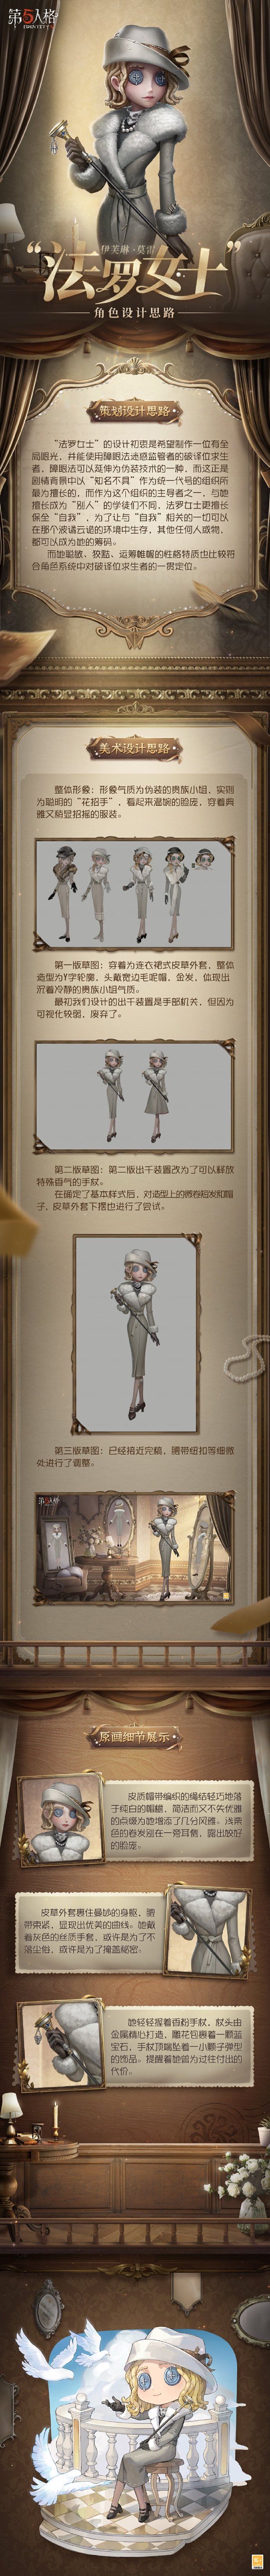 第5人格
IDENTITY V
伊芙琳·莫雷
“法罗女士”
角色设计思路
策划设计思路
“法罗女士”的设计初衷是希望制作一位有全
局眼光，并能使用障眼法迷惑监管者的破译位求生
者，障眼法可以延伸为伪装技术的一种，而这正是
剧情背景中以“知名不具”作为统一代号的组织所
最为擅长的，而作为这个组织的主导者之一，与她
擅长成为“别人”的学徒们不同，法罗女士更擅长
保全“自我”，为了让与“自我”相关的一切可以
在那个波谲云诡的环境中生存，其他任何人或物，
都可以成为她的筹码。
而她聪敏、狡黠、运筹帷幄的性格特质也比较符
合角色系统中对破译位求生者的一贯定位。
美术设计思路
整体形象：形象气质为伪装的贵族小姐，实则
为聪明的“花招手”，看起来温婉的脸庞，穿着典
雅又稍显招摇的服装。
第一版草图：穿着为连衣裙式皮草外套，整体
造型为Y字轮廓，头戴宽边毛呢帽，金发，体现出
沉着冷静的贵族小姐气质。
最初我们设计的出千装置是手部机关，但因为
可视化较弱，废弃了。
第二版草图：第二版出千装置改为了可以释放
特殊香气的手杖。
在确定了基本样式后，对造型上的微卷短发和帽
子，皮草外套下摆也进行了尝试。
第三版草图：已经接近完稿，腰带纽扣等细微
处进行了调整。
第5人格
原画细节展示
皮质帽带编织的绳结轻巧地落
于纯白的帽檐，简洁而又不失优雅
的点缀为她增添了几分风雅。浅栗
色的卷发别在一旁耳侧，露出姣好
的脸庞。
皮草外套裹住曼妙的身躯，腰
带束紧，显现出优美的曲线。她戴
着灰色的丝质手套，或许是为了不
落尘俗，或许是为了掩盖秘密。
她轻轻握着香粉手杖，杖头由
金属精心打造，雕花包裹着一颗蓝
宝石，手杖顶端坠着一小颗子弹型
的饰品。提醒着她曾为过往付出的
代价。